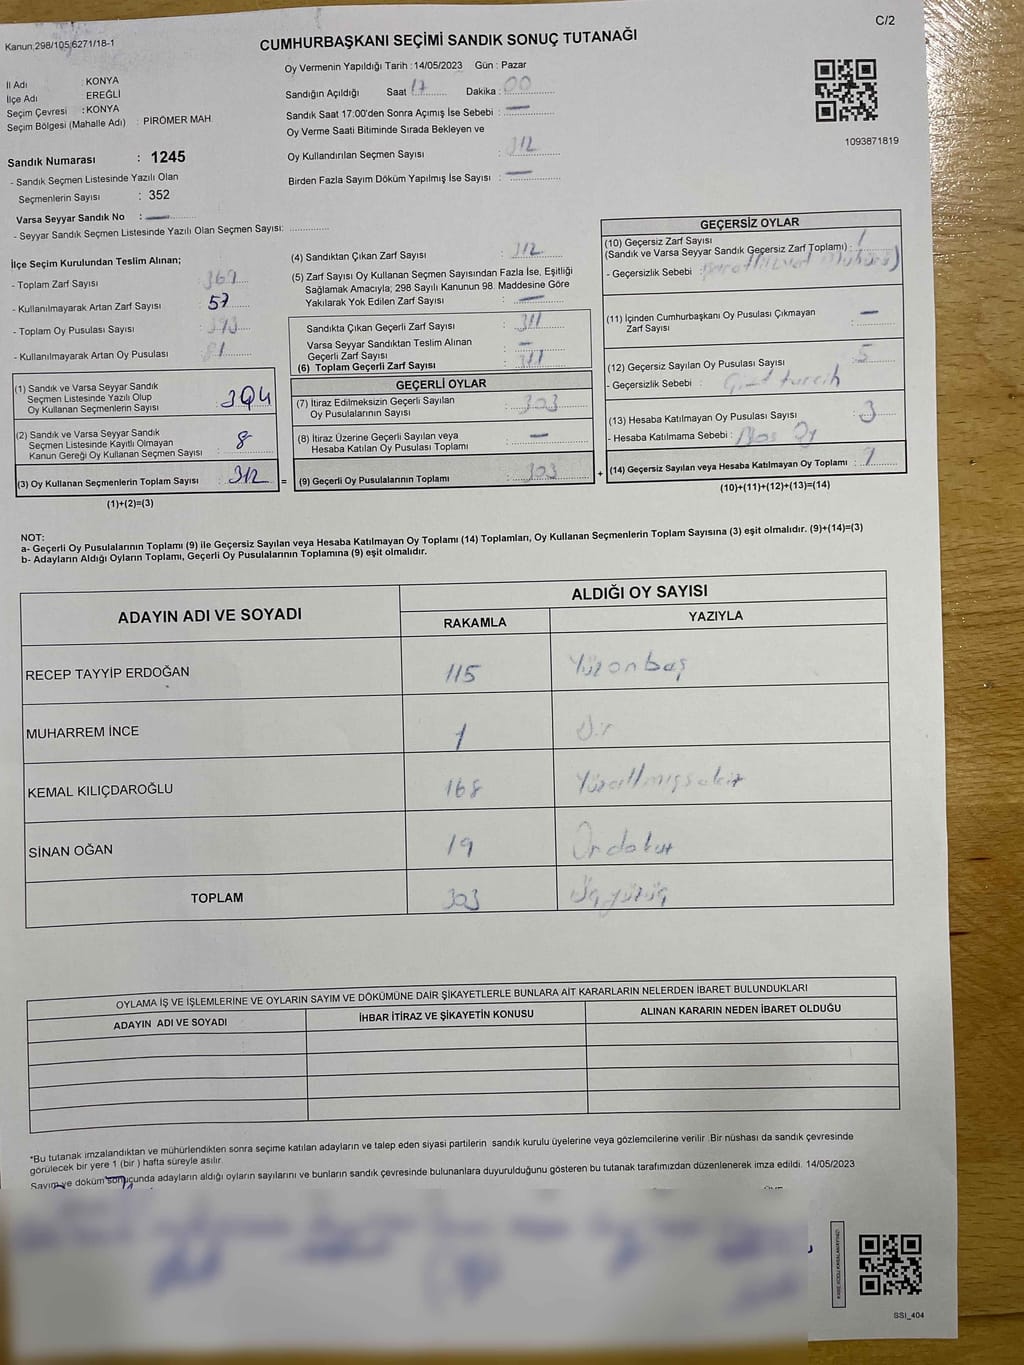 C/2
Kanun 298/105 6271/18-1
CUMHURBAŞKANI SEÇİMİ SANDIK SONUÇ TUTANAĞI
İl Adı : KONYA
İlçe Adı : EREĞLİ
Seçim Çevresi : KONYA
Seçim Bölgesi (Mahalle Adı) : PİRÖMER MAH.
Sandık Numarası : 1245
- Sandık Seçmen Listesinde Yazılı Olan
Seçmenlerin Sayısı : 352
Varsa Seyyar Sandık No : —
- Seyyar Sandık Seçmen Listesinde Yazılı Olan Seçmen Sayısı:
Oy Vermenin Yapıldığı Tarih : 14/05/2023 Gün : Pazar
Sandığın Açıldığı Saat 17 Dakika : 00
Sandık Saat 17:00'den Sonra Açımış İse Sebebi : —
Oy Verme Saati Bitiminde Sırada Bekleyen ve
Oy Kullandırılan Seçmen Sayısı : 312
Birden Fazla Sayım Döküm Yapılmış İse Sayısı : —
1093871819
İlçe Seçim Kurulundan Teslim Alınan;
- Toplam Zarf Sayısı : 369
- Kullanılmayarak Artan Zarf Sayısı : 57
- Toplam Oy Pusulası Sayısı : 393
- Kullanılmayarak Artan Oy Pusulası : 81
(1) Sandık ve Varsa Seyyar Sandık
Seçmen Listesinde Yazılı Olup
Oy Kullanan Seçmenlerin Sayısı : 304
(2) Sandık ve Varsa Seyyar Sandık
Seçmen Listesinde Kayıtlı Olmayan
Kanun Gereği Oy Kullanan Seçmen Sayısı : 8
(3) Oy Kullanan Seçmenlerin Toplam Sayısı : 312
(1)+(2)=(3)
(4) Sandıktan Çıkan Zarf Sayısı : 312
(5) Zarf Sayısı Oy Kullanan Seçmen Sayısından Fazla İse, Eşitliği
Sağlamak Amacıyla; 298 Sayılı Kanunun 98. Maddesine Göre
Yakılarak Yok Edilen Zarf Sayısı : —
Sandıkta Çıkan Geçerli Zarf Sayısı : 311
Varsa Seyyar Sandıktan Teslim Alınan
Geçerli Zarf Sayısı : —
(6) Toplam Geçerli Zarf Sayısı : 311
GEÇERLİ OYLAR
(7) İtiraz Edilmeksizin Geçerli Sayılan
Oy Pusulalarının Sayısı : 303
(8) İtiraz Üzerine Geçerli Sayılan veya
Hesaba Katılan Oy Pusulası Toplamı : —
= (9) Geçerli Oy Pusulalarının Toplamı : 303 +
GEÇERSİZ OYLAR
(10) Geçersiz Zarf Sayısı
(Sandık ve Varsa Seyyar Sandık Geçersiz Zarf Toplamı) : 1
- Geçersizlik Sebebi :
(11) İçinden Cumhurbaşkanı Oy Pusulası Çıkmayan
Zarf Sayısı : —
(12) Geçersiz Sayılan Oy Pusulası Sayısı : 5
- Geçersizlik Sebebi :
(13) Hesaba Katılmayan Oy Pusulası Sayısı : 3
- Hesaba Katılmama Sebebi : Oy
(14) Geçersiz Sayılan veya Hesaba Katılmayan Oy Toplamı :
(10)+(11)+(12)+(13)=(14)
NOT:
a- Geçerli Oy Pusulalarının Toplamı (9) ile Geçersiz Sayılan veya Hesaba Katılmayan Oy Toplamı (14) Toplamları, Oy Kullanan Seçmenlerin Toplam Sayısına (3) eşit olmalıdır. (9)+(14)=(3)
b- Adayların Aldığı Oyların Toplamı, Geçerli Oy Pusulalarının Toplamına (9) eşit olmalıdır.
ADAYIN ADI VE SOYADI ALDIĞI OY SAYISI
RAKAMLA YAZIYLA
RECEP TAYYİP ERDOĞAN 115 Yüzonbeş
MUHARREM İNCE 1 Bir
KEMAL KILIÇDAROĞLU 168 Yüzaltmışsekiz
SİNAN OĞAN 19 Ondokuz
TOPLAM 303 Üçyüzüç
OYLAMA İŞ VE İŞLEMLERİNE VE OYLARIN SAYIM VE DÖKÜMÜNE DAİR ŞİKAYETLERLE BUNLARA AİT KARARLARIN NELERDEN İBARET BULUNDUKLARI
ADAYIN ADI VE SOYADI İHBAR İTİRAZ VE ŞİKAYETİN KONUSU ALINAN KARARIN NEDEN İBARET OLDUĞU
*Bu tutanak imzalandıktan ve mühürlendikten sonra seçime katılan adayların ve talep eden siyasi partilerin sandık kurulu üyelerine veya gözlemcilerine verilir .Bir nüshası da sandık çevresinde
görülecek bir yere 1 (bir ) hafta süreyle asılır.
Sayım ve döküm sonucunda adayların aldığı oyların sayılarını ve bunların sandık çevresinde bulunanlara duyurulduğunu gösteren bu tutanak tarafımızdan düzenlenerek imza edildi. 14/05/2023
SSİ_404